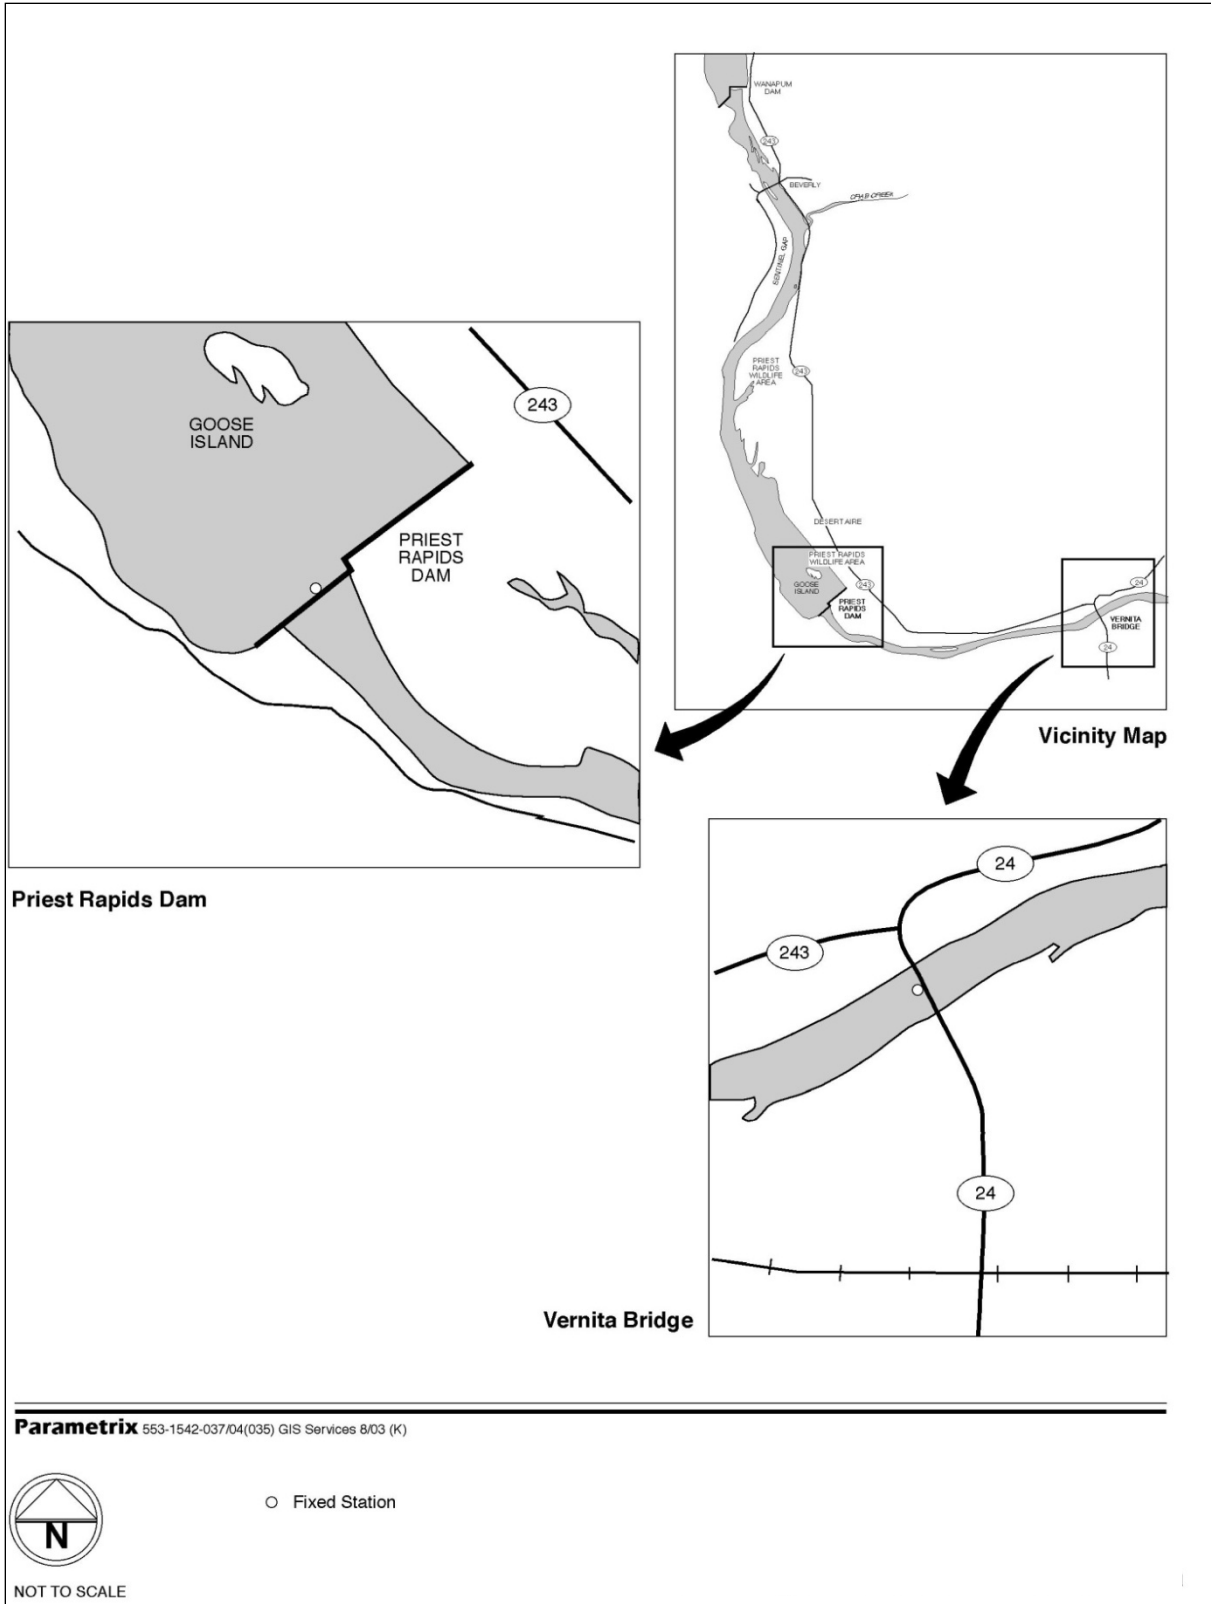 WANAPUM
DAM
243
BEVERLY
CRAB CREEK
SENTINEL GAP
PRIEST
RAPIDS
WILDLIFE
AREA
243
DESERT AIRE
PRIEST RAPIDS
WILDLIFE AREA
GOOSE
ISLAND
243
PRIEST
RAPIDS
DAM
24
VERNITA
BRIDGE
24
Vicinity Map
GOOSE
ISLAND
243
PRIEST
RAPIDS
DAM
Priest Rapids Dam
24
243
24
Vernita Bridge
Parametrix 553-1542-037/04(035) GIS Services 8/03 (K)
N
Fixed Station
NOT TO SCALE